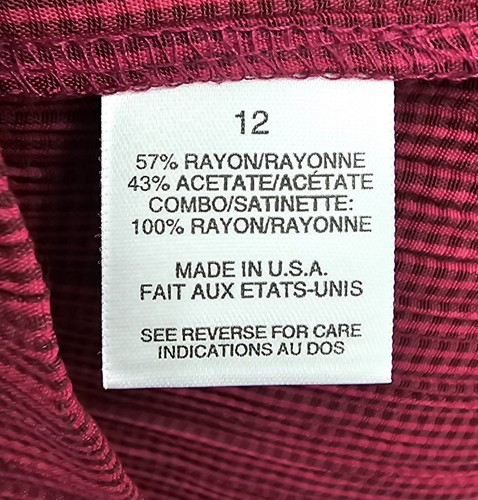 12
57% RAYON/RAYONNE
43% ACETATE/ACÉTATE
COMBO/SATINETTE:
100% RAYON/RAYONNE
MADE IN U.S.A.
FAIT AUX ETATS-UNIS
SEE REVERSE FOR CARE
INDICATIONS AU DOS